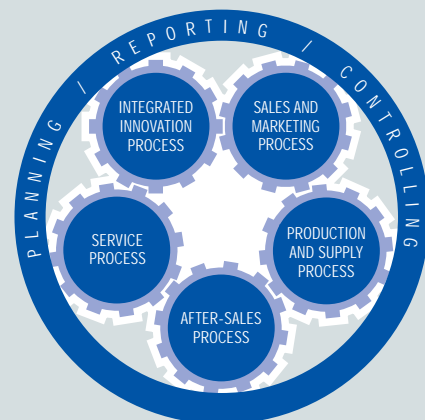 PLANNING / REPORTING / CONTROLLING
INTEGRATED
INNOVATION
PROCESS
SALES AND
MARKETING
PROCESS
SERVICE
PROCESS
PRODUCTION
AND SUPPLY
PROCESS
AFTER-SALES
PROCESS